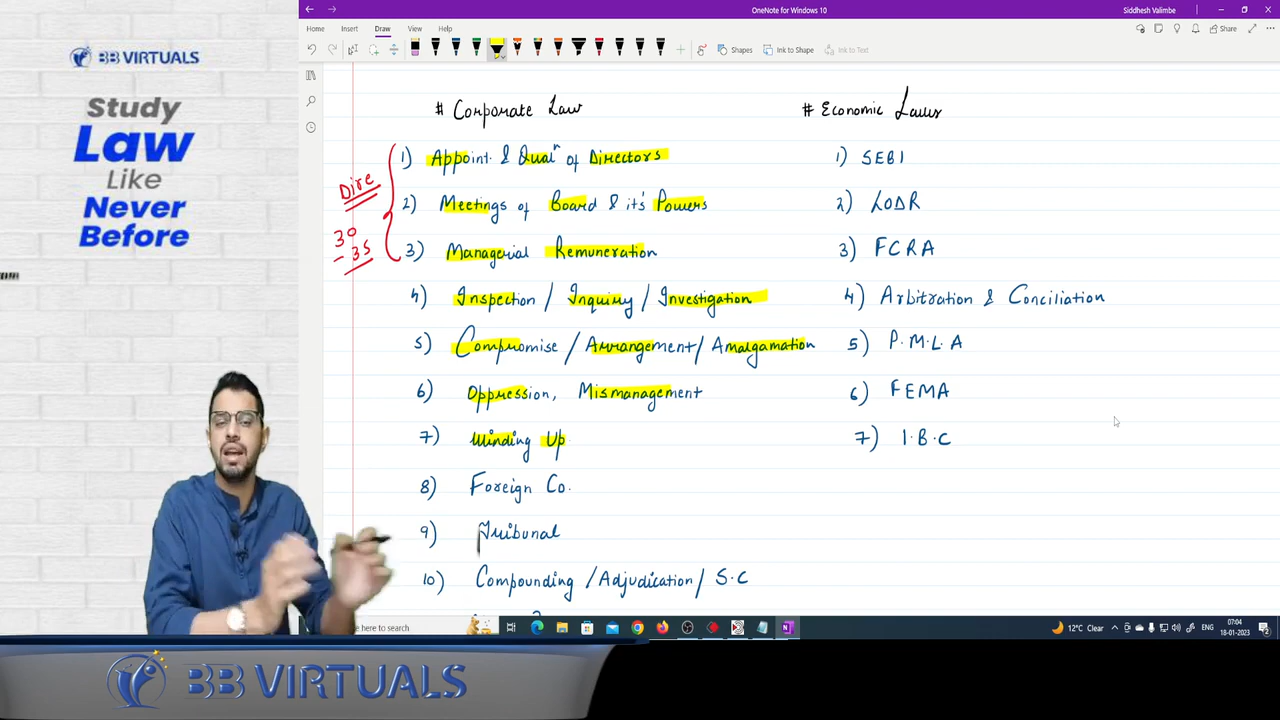 OneNote for Windows 10
Siddhesh Valimbe
Home Insert Draw View Help
Share
Shapes Ink to Shape Ink to Text
BB VIRTUALS
Study
Law
Like
Never
Before
# Corporate Law
1) Appoint. & Qualⁿ of Directors
2) Meetings of Board & it's Powers
3) Managerial Remuneration
4) Inspection / Inquiry / Investigation
5) Compromise / Arrangement / Amalgamation
6) Oppression, Mismanagement
7) Winding Up
8) Foreign Co.
9) Tribunal
10) Compounding / Adjudication / S.C
Dire
30
- 35
# Economic Laws
1) SEBI
2) LODR
3) FCRA
4) Arbitration & Conciliation
5) P.M.L.A
6) FEMA
7) I.B.C
here to search
12°C Clear
ENG
07:04
18-01-2023
2
BB VIRTUALS